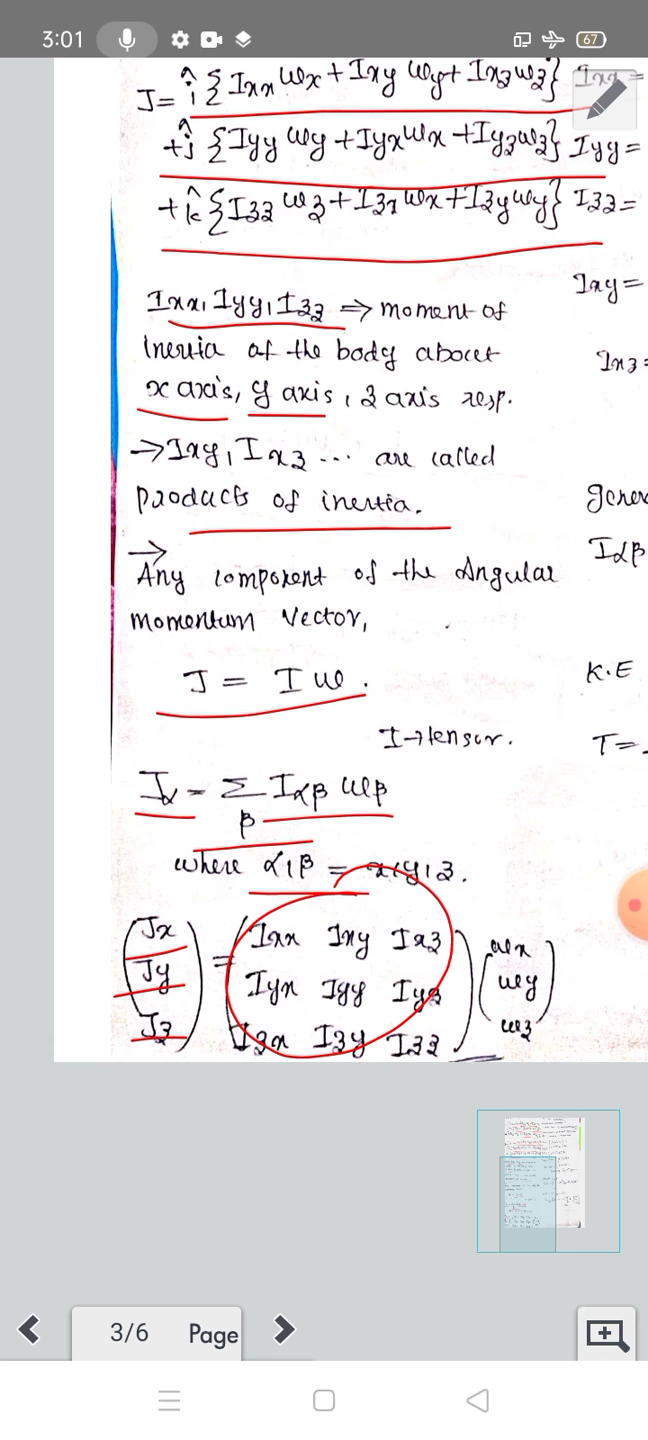 3:01
67
J= î {Ixx ωx + Ixy ωy + Ixz ωz} Ixx =
+ĵ {Iyy ωy + Iyx ωx + Iyz ωz} Iyy =
+k̂ {Izz ωz + Izx ωx + Izy ωy} Izz =
Ixy =
Ixx, Iyy, Izz ⇒ moment of
Inertia of the body about
Ixz =
x axis, y axis, z axis resp.
→ Ixy, Ixz ... are called
products of inertia.
gener
→
Iαβ
Any component of the Angular
momentum Vector,
J = Iω.
K.E
I→tensor.
T=
Jα = Σ Iαβ ωβ
β
where α,β = x,y,z.
(Jx) = (Ixx Ixy Ixz) (ωx)
(Jy) (Iyx Iyy Iyz) (ωy)
(Jz) (Izx Izy Izz) (ωz)
3/6 Page